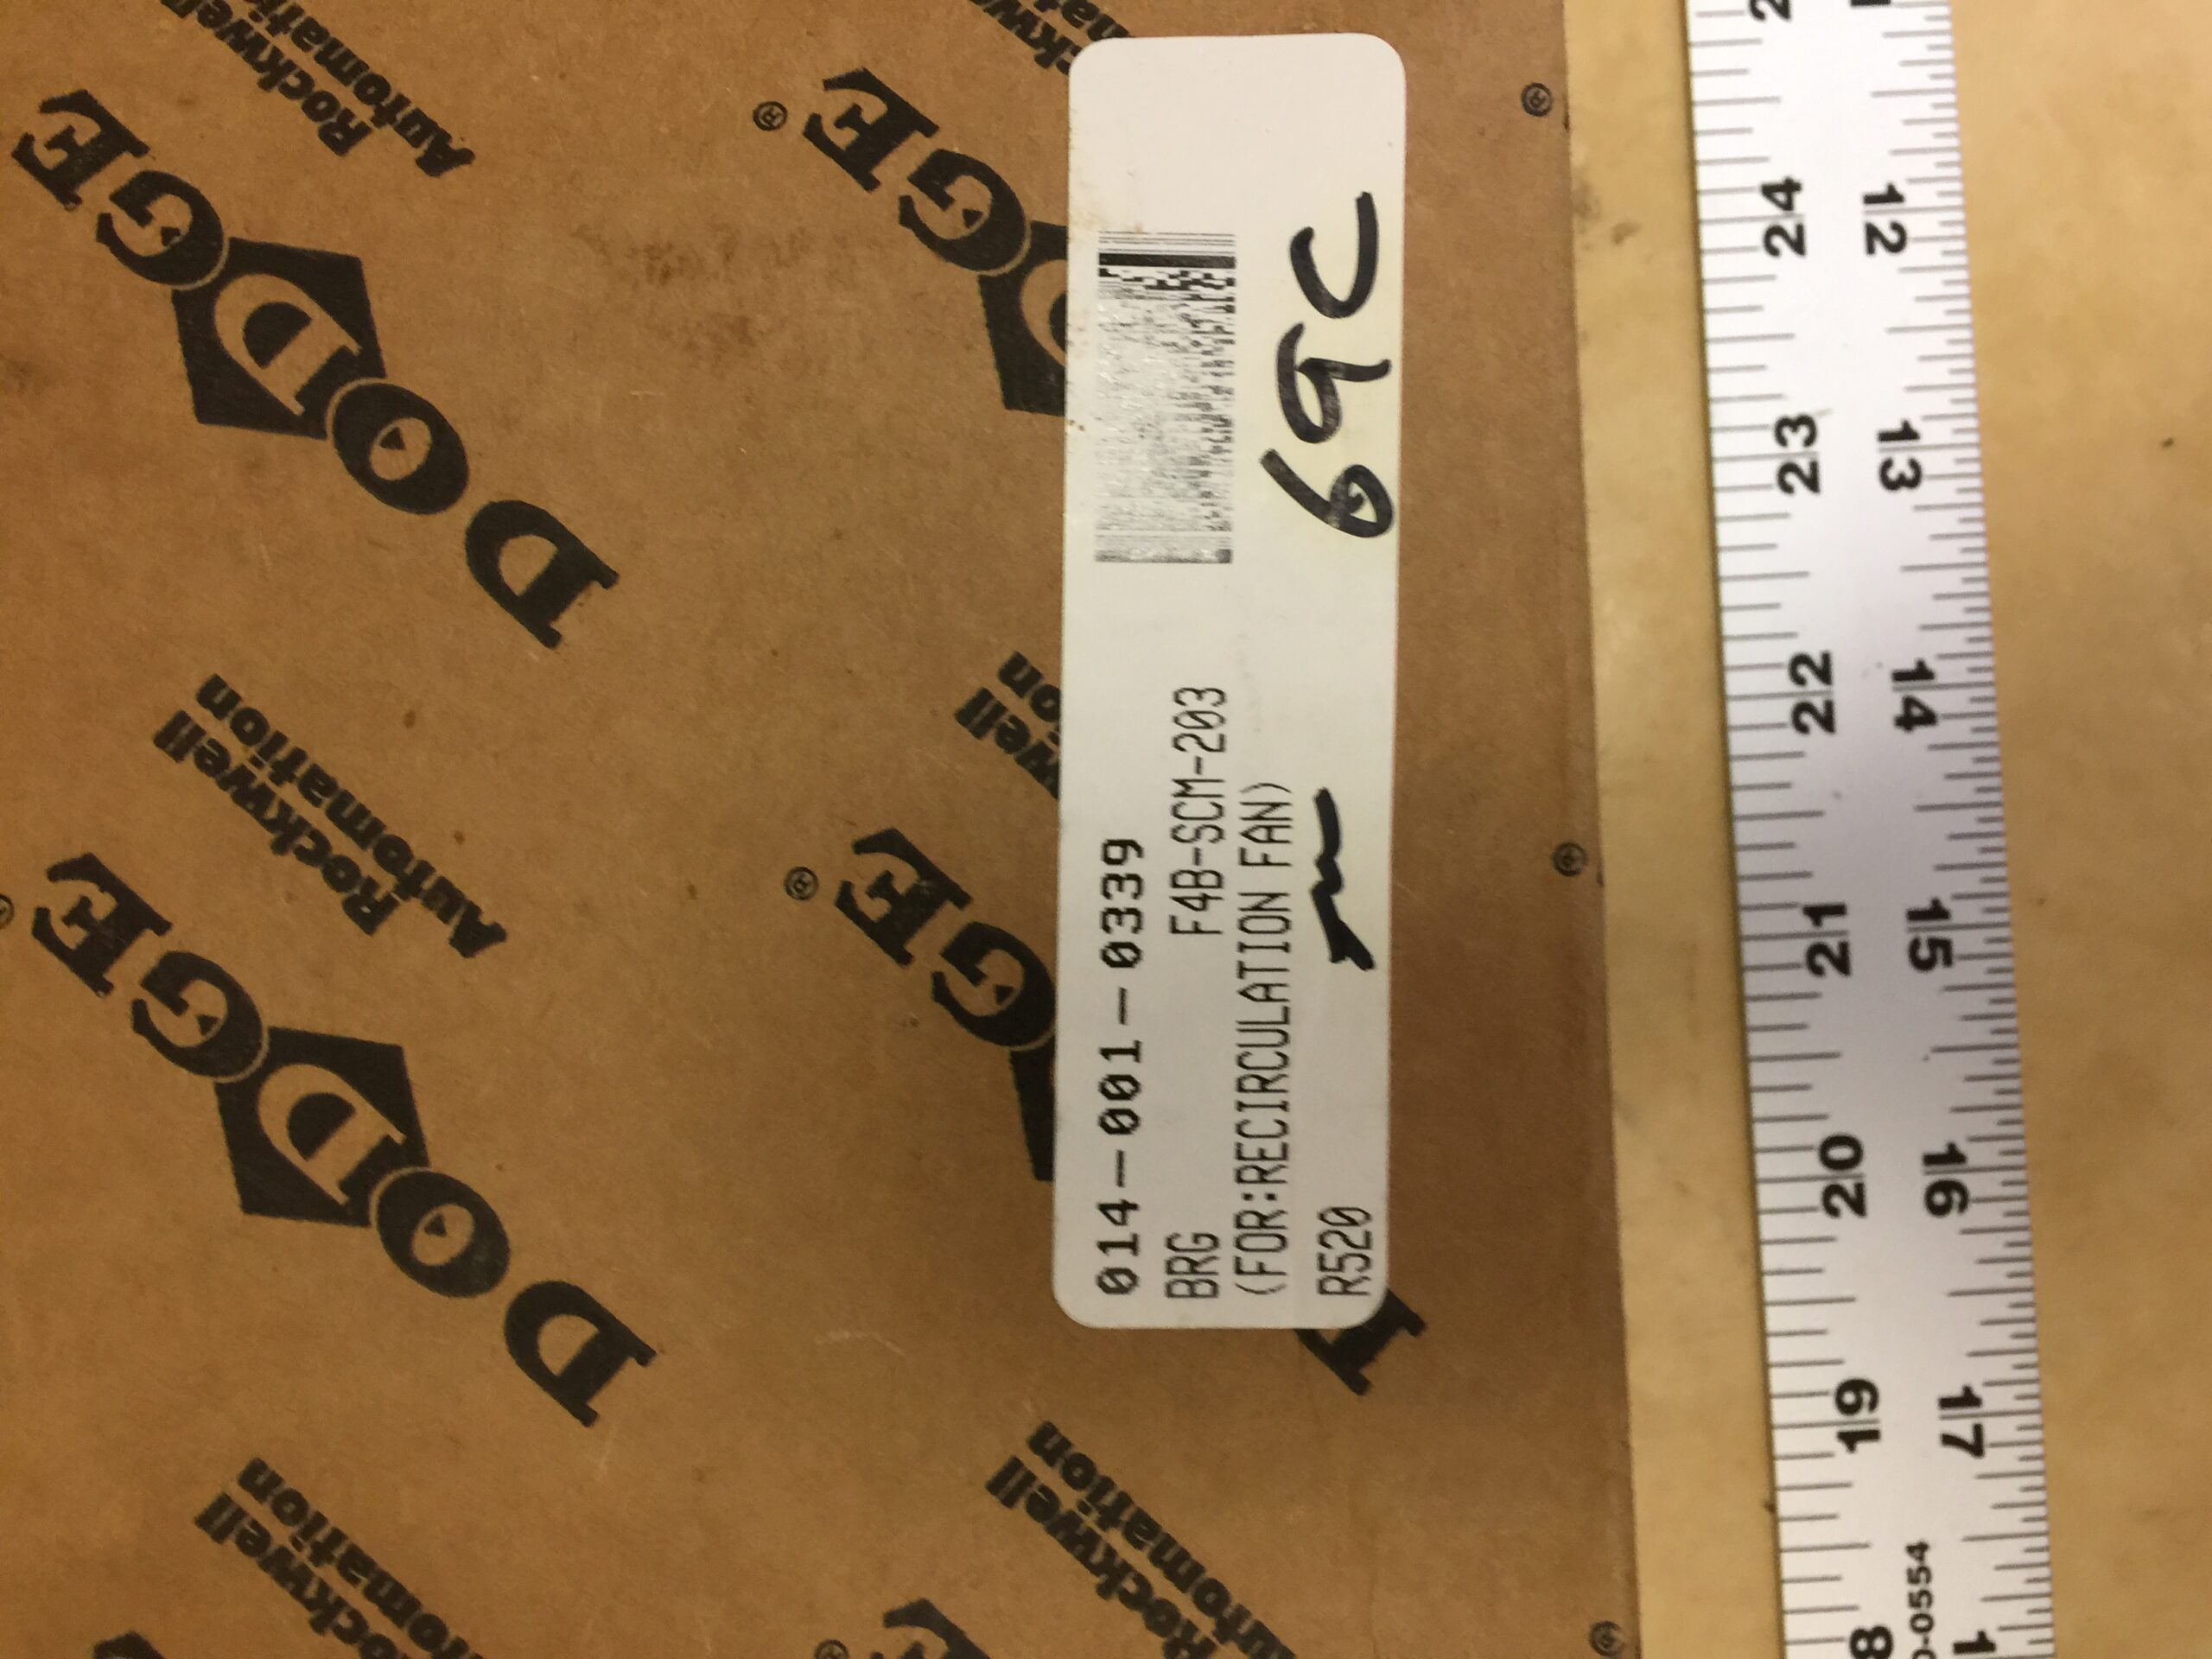 014-001-0339
BRG F4B-SCM-203
(FOR:RECIRCULATION FAN)
R520
69C
DODGE
Rockwell
Automation
DODGE
Rockwell
Automation
DODGE
Rockwell
Automation
24 23 22 21 20 19
12 13 14 15 16 17